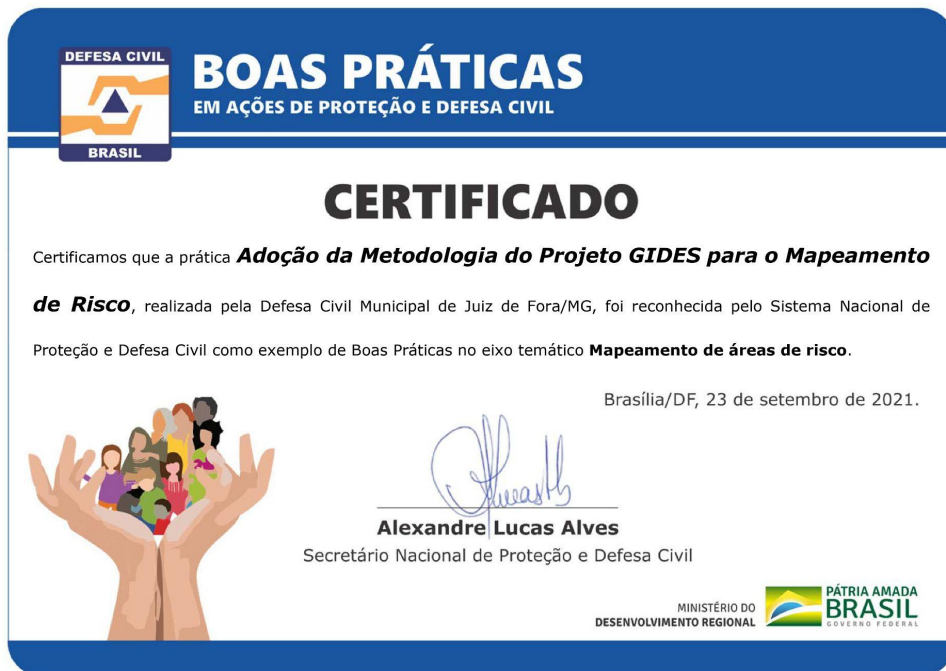 DEFESA CIVIL
BRASIL
BOAS PRÁTICAS
EM AÇÕES DE PROTEÇÃO E DEFESA CIVIL
CERTIFICADO
Certificamos que a prática Adoção da Metodologia do Projeto GIDES para o Mapeamento
de Risco, realizada pela Defesa Civil Municipal de Juiz de Fora/MG, foi reconhecida pelo Sistema Nacional de
Proteção e Defesa Civil como exemplo de Boas Práticas no eixo temático Mapeamento de áreas de risco.
Brasília/DF, 23 de setembro de 2021.
Alexandre Lucas Alves
Secretário Nacional de Proteção e Defesa Civil
MINISTÉRIO DO
DESENVOLVIMENTO REGIONAL
PÁTRIA AMADA
BRASIL
GOVERNO FEDERAL